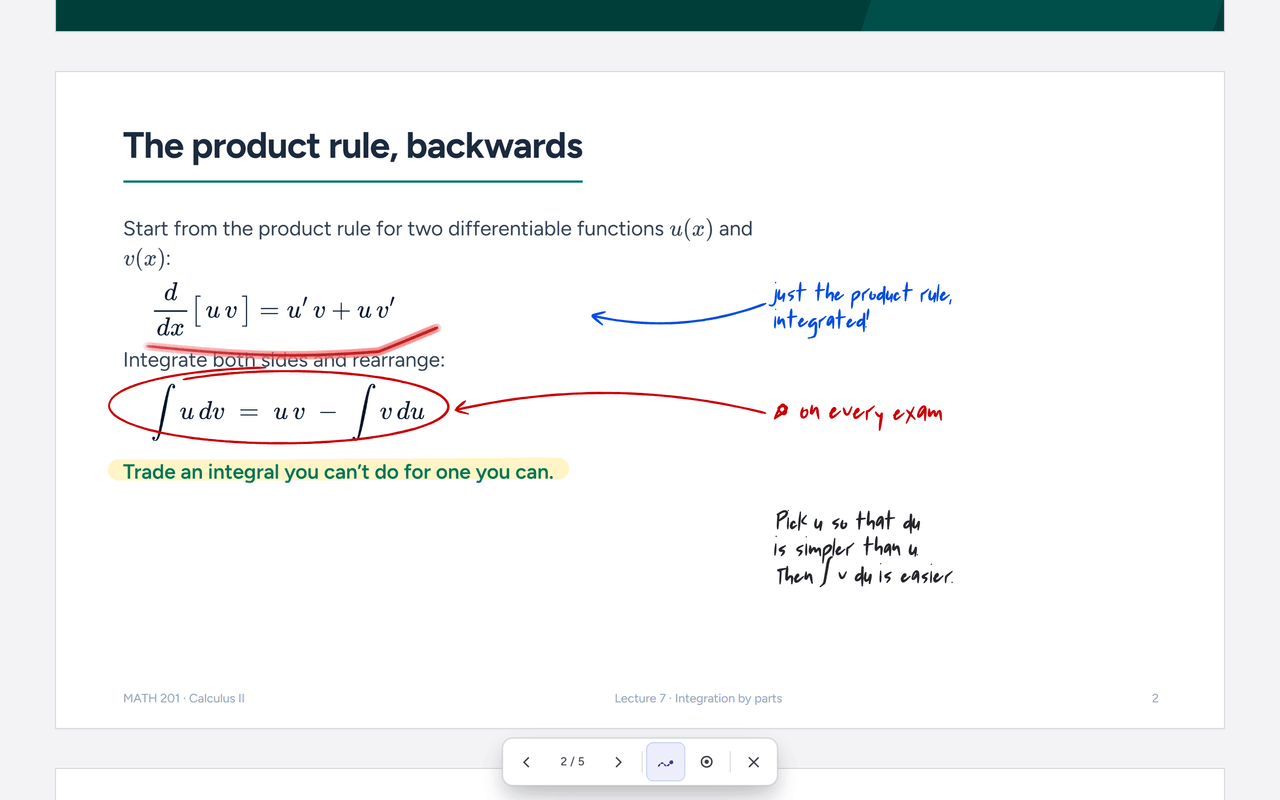 The product rule, backwards
Start from the product rule for two differentiable functions u(x) and
v(x):
d/dx [u v] = u′ v + u v′
just the product rule,
integrated!
Integrate both sides and rearrange:
∫ u dv = u v − ∫ v du
on every exam
Trade an integral you can’t do for one you can.
Pick u so that du
is simpler than u.
Then ∫ v du is easier.
MATH 201 · Calculus II
Lecture 7 · Integration by parts
2
2 / 5